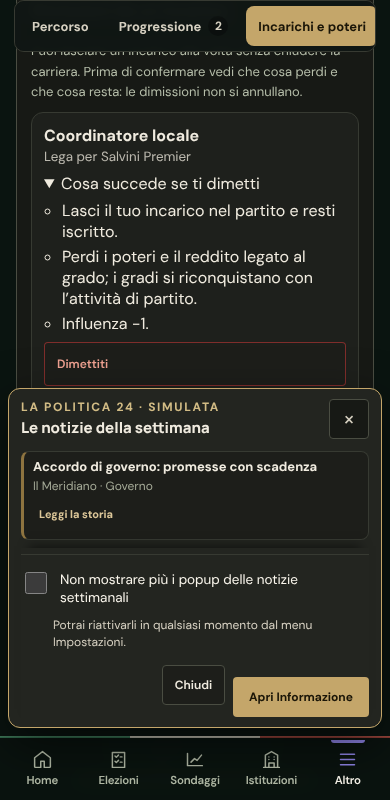 Percorso
Progressione 2
Incarichi e poteri
Puoi lasciare un incarico alla volta senza chiudere la
carriera. Prima di confermare vedi che cosa perdi e
che cosa resta: le dimissioni non si annullano.
Coordinatore locale
Lega per Salvini Premier
▼ Cosa succede se ti dimetti
Lasci il tuo incarico nel partito e resti
iscritto.
Perdi i poteri e il reddito legato al
grado; i gradi si riconquistano con
l’attività di partito.
Influenza −1.
Dimettiti
LA POLITICA 24 · SIMULATA
Le notizie della settimana
×
Accordo di governo: promesse con scadenza
Il Meridiano · Governo
Leggi la storia
Non mostrare più i popup delle notizie
settimanali
Potrai riattivarli in qualsiasi momento dal menu
Impostazioni.
Chiudi
Apri Informazione
Home
Elezioni
Sondaggi
Istituzioni
Altro